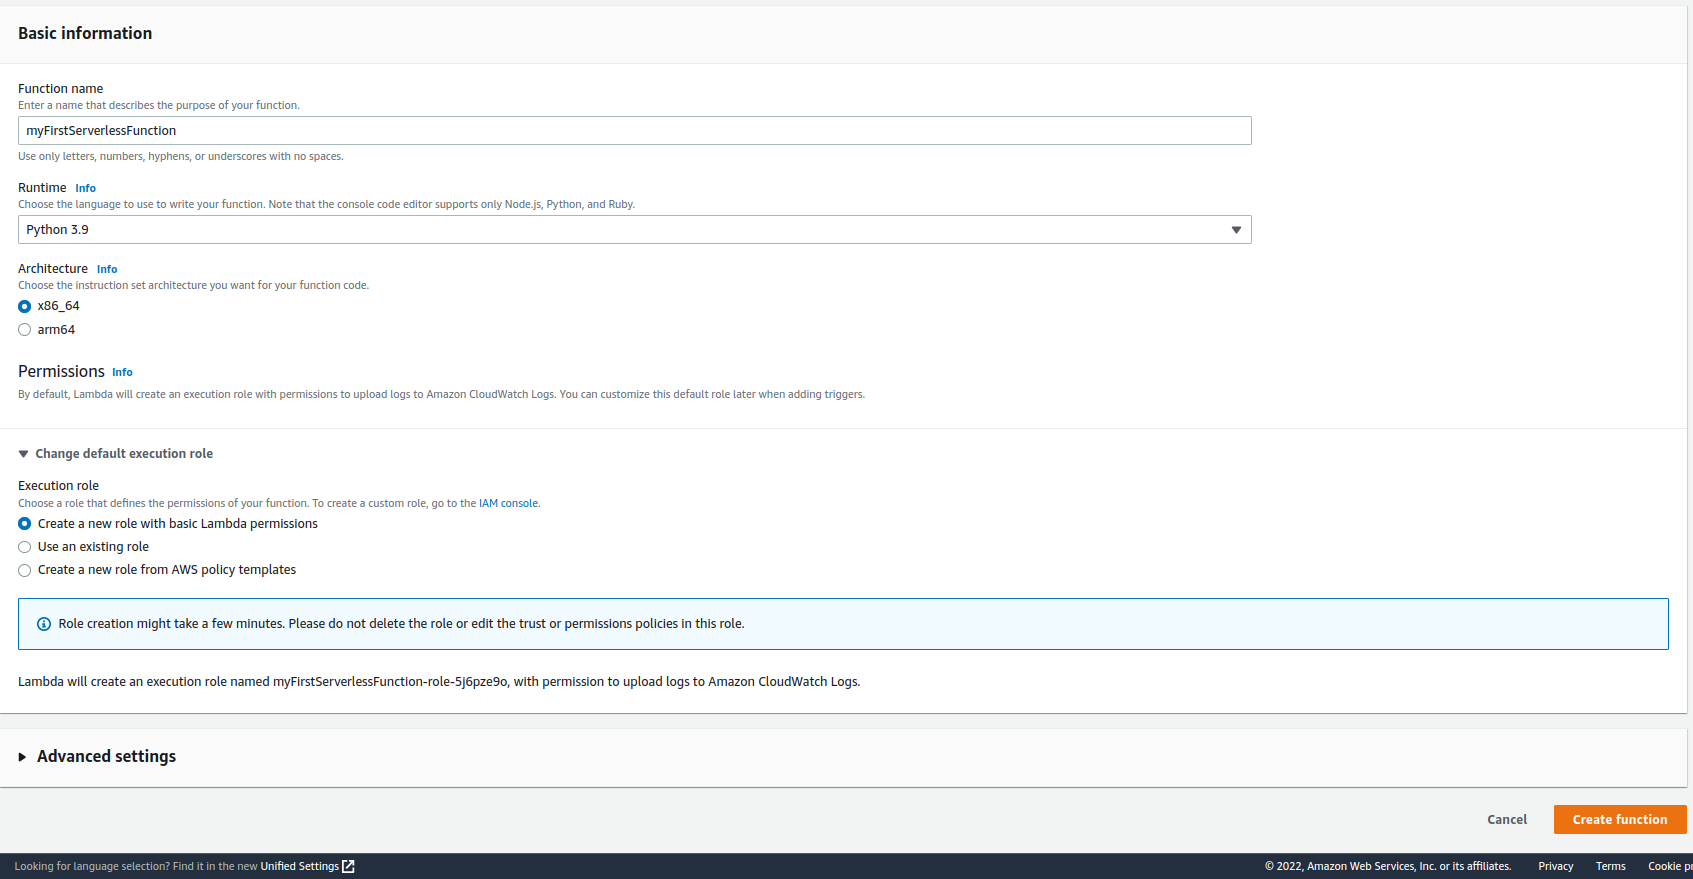 Basic information
Function name
Enter a name that describes the purpose of your function.
myFirstServerlessFunction
Use only letters, numbers, hyphens, or underscores with no spaces.
Runtime Info
Choose the language to use to write your function. Note that the console code editor supports only Node.js, Python, and Ruby.
Python 3.9
Architecture Info
Choose the instruction set architecture you want for your function code.
x86_64
arm64
Permissions Info
By default, Lambda will create an execution role with permissions to upload logs to Amazon CloudWatch Logs. You can customize this default role later when adding triggers.
Change default execution role
Execution role
Choose a role that defines the permissions of your function. To create a custom role, go to the IAM console.
Create a new role with basic Lambda permissions
Use an existing role
Create a new role from AWS policy templates
Role creation might take a few minutes. Please do not delete the role or edit the trust or permissions policies in this role.
Lambda will create an execution role named myFirstServerlessFunction-role-5j6pze9o, with permission to upload logs to Amazon CloudWatch Logs.
Advanced settings
Cancel Create function
Looking for language selection? Find it in the new Unified Settings © 2022, Amazon Web Services, Inc. or its affiliates. Privacy Terms Cookie pr